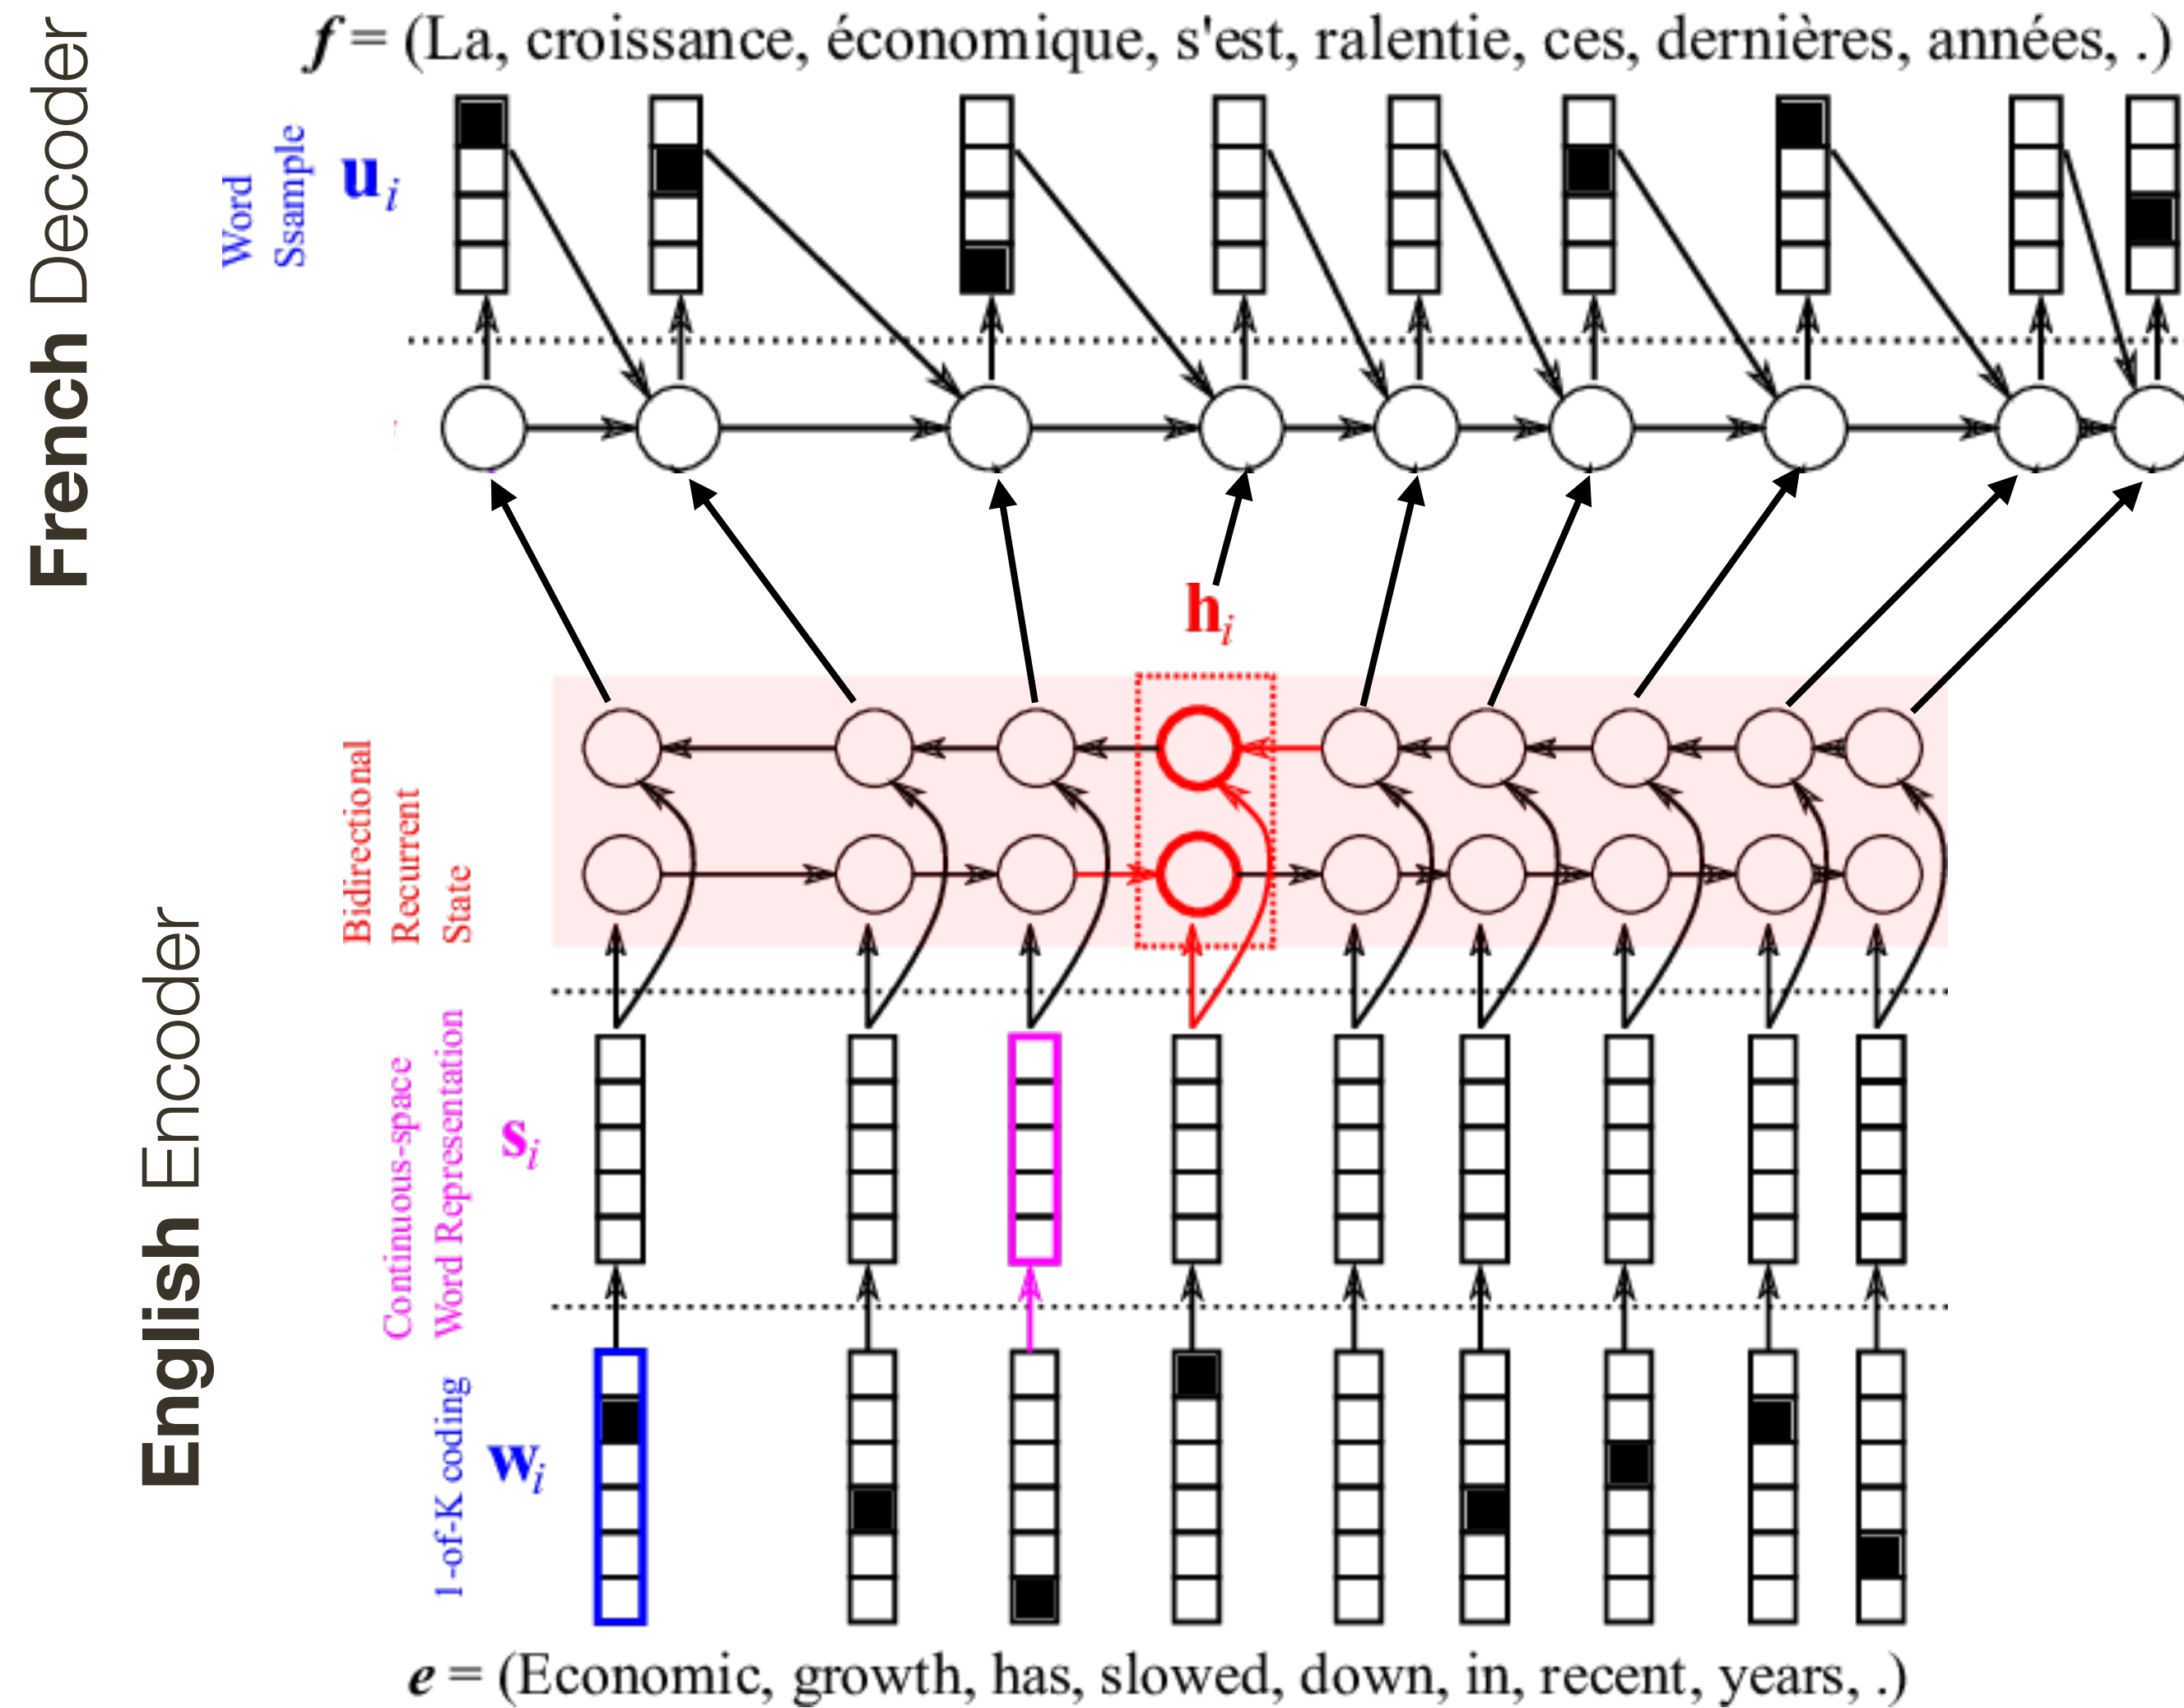 f = (La, croissance, économique, s'est, ralentie, ces, dernières, années, .)
French Decoder
Word
Ssample
u_i
h_i
English Encoder
Bidirectional
Recurrent
State
Continuous-space
Word Representation
s_i
1-of-K coding
w_i
e = (Economic, growth, has, slowed, down, in, recent, years, .)